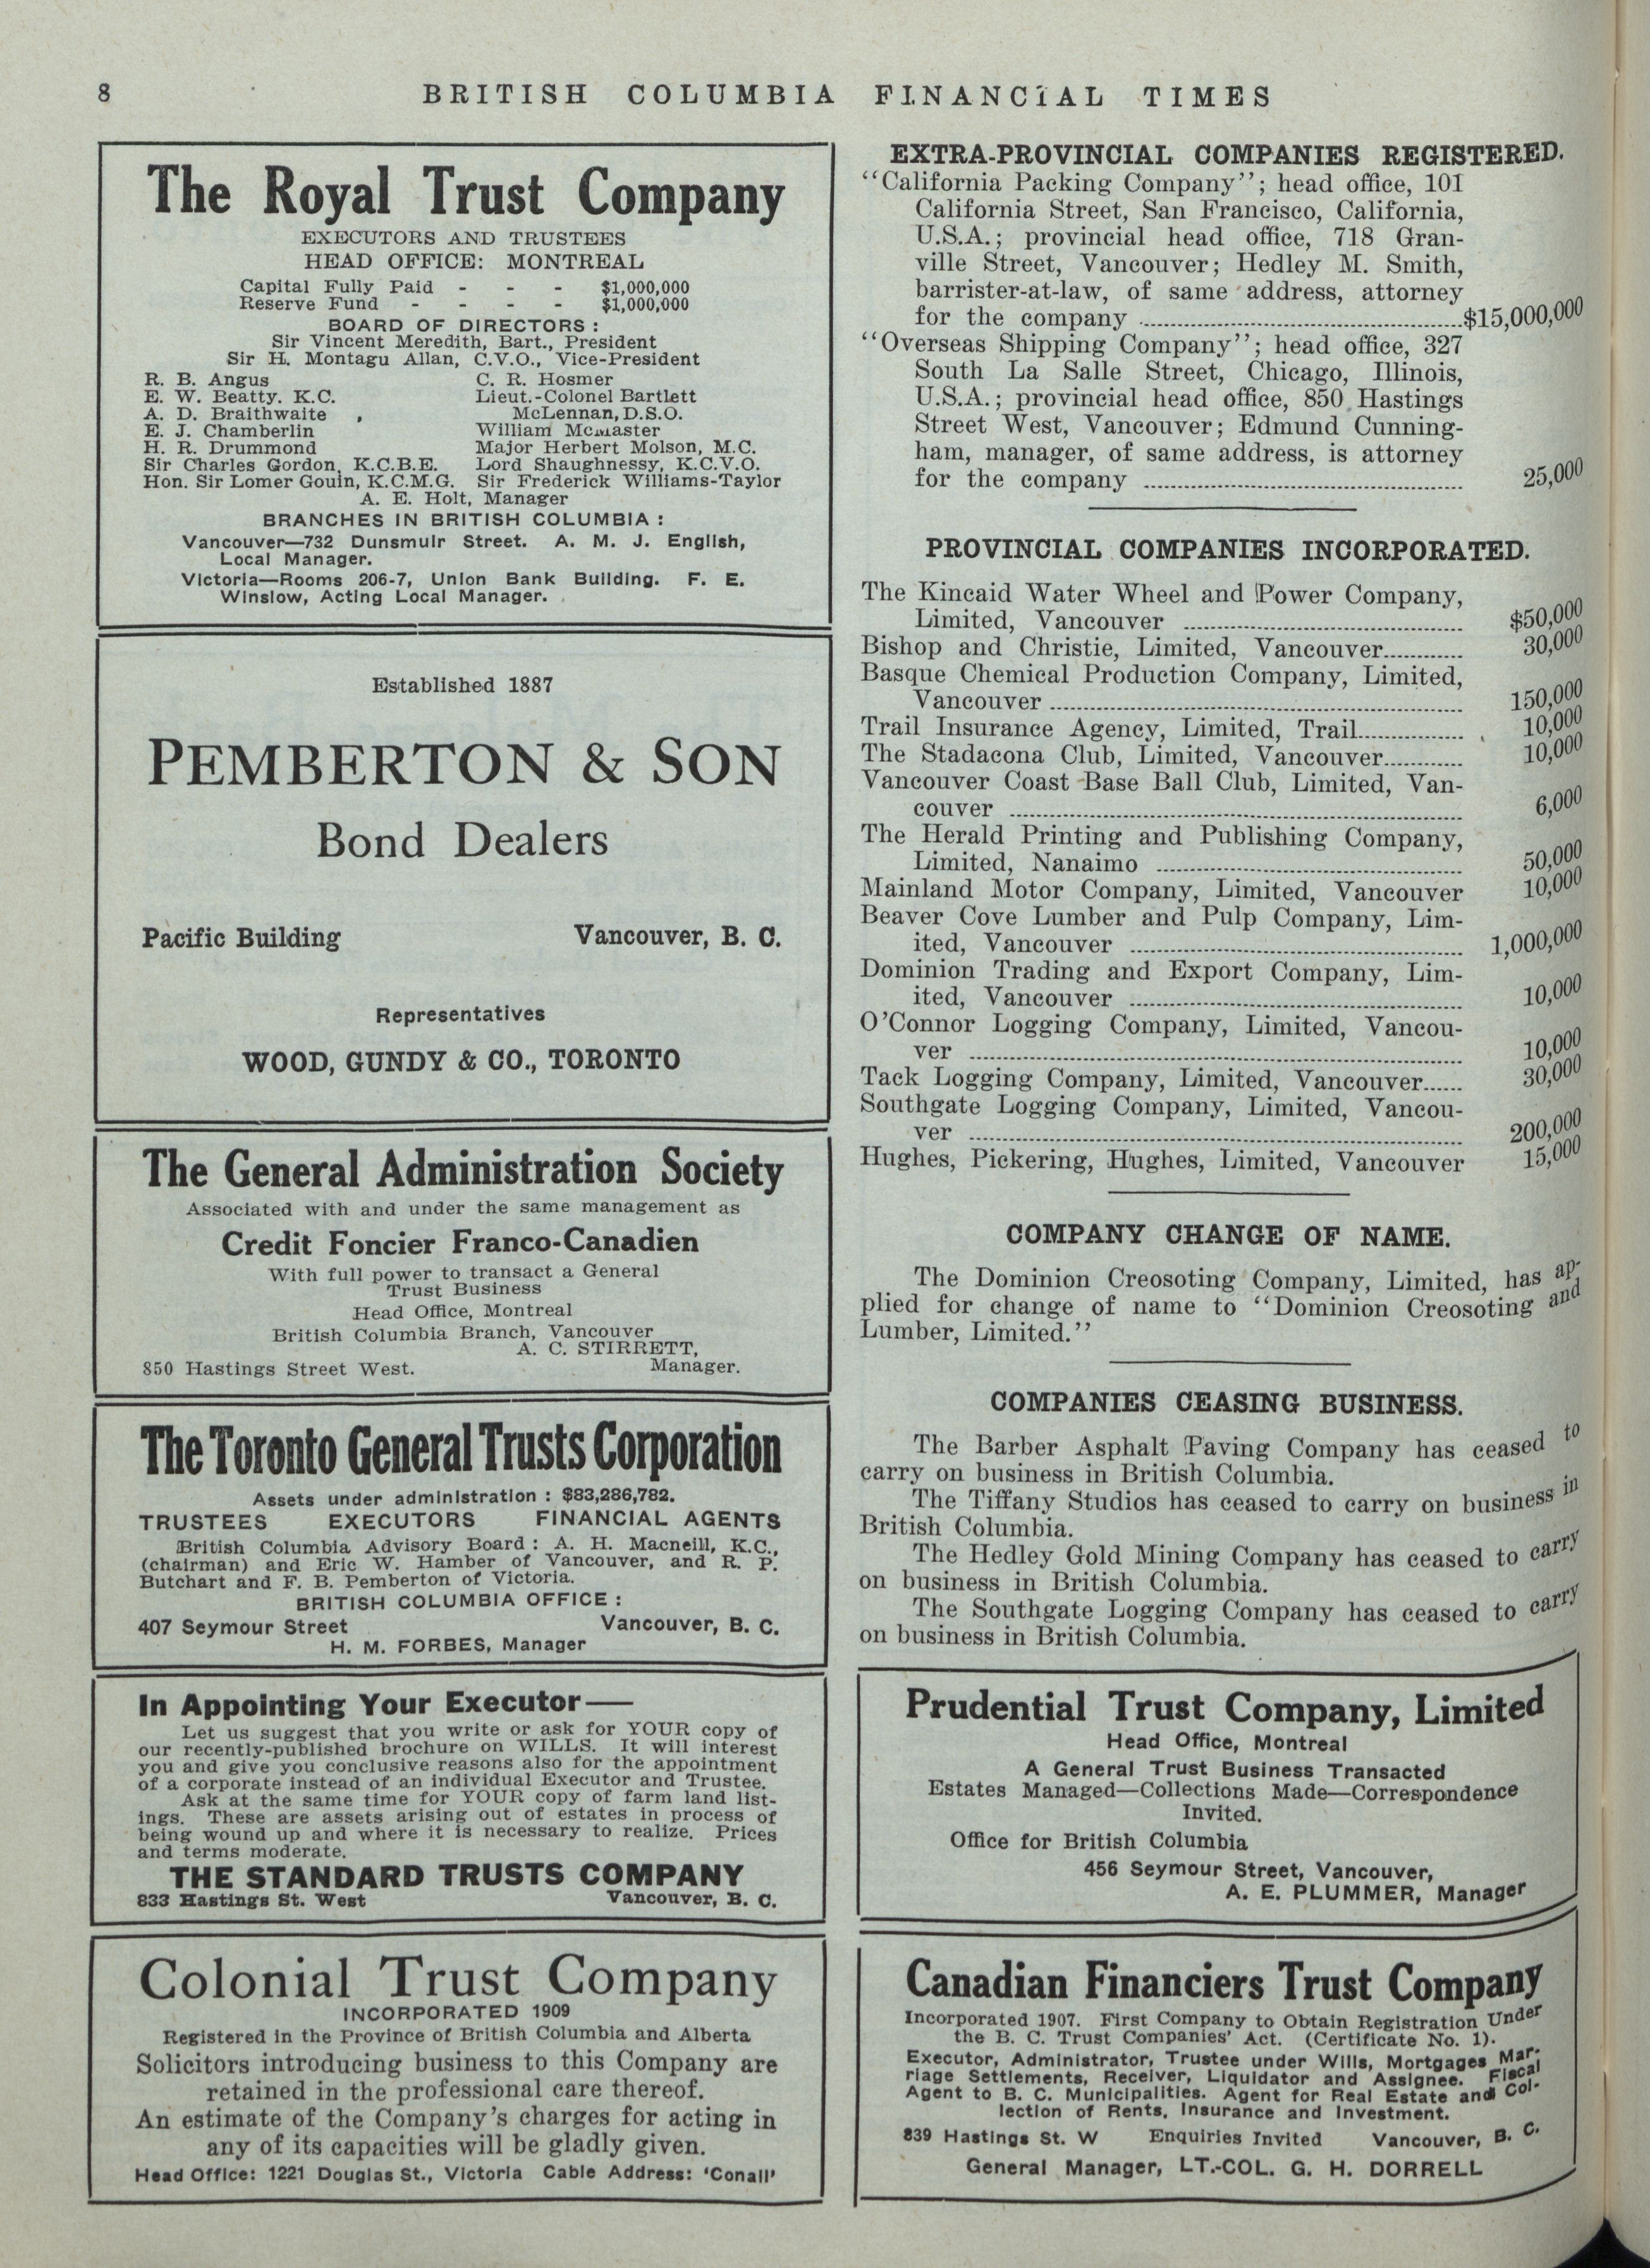 8
BRITISH COLUMBIA FINANCIAL TIMES
The Royal Trust Company
EXECUTORS AND TRUSTEES
HEAD OFFICE: MONTREAL
Capital Fully Paid - - - $1,000,000
Reserve Fund - - - - $1,000,000
BOARD OF DIRECTORS:
Sir Vincent Meredith, Bart., President
Sir H. Montagu Allan, C.V.O., Vice-President
R. B. Angus
E. W. Beatty. K.C.
A. D. Braithwaite
E. J. Chamberlin
H. R. Drummond
Sir Charles Gordon, K.C.B.E.
Hon. Sir Lomer Gouin, K.C.M.G.
C. R. Hosmer
Lieut.-Colonel Bartlett
McLennan, D.S.O.
William McMaster
Major Herbert Molson, M.C.
Lord Shaughnessy, K.C.V.O.
Sir Frederick Williams-Taylor
A. E. Holt, Manager
BRANCHES IN BRITISH COLUMBIA:
Vancouver—732 Dunsmuir Street. A. M. J. English,
Local Manager.
Victoria—Rooms 206-7, Union Bank Building. F. E.
Winslow, Acting Local Manager.
Established 1887
PEMBERTON & SON
Bond Dealers
Pacific Building Vancouver, B. C.
Representatives
WOOD, GUNDY & CO., TORONTO
The General Administration Society
Associated with and under the same management as
Credit Foncier Franco-Canadien
With full power to transact a General
Trust Business
Head Office, Montreal
British Columbia Branch, Vancouver
A. C. STIRRETT,
850 Hastings Street West. Manager.
The Toronto General Trusts Corporation
Assets under administration: $83,286,782.
TRUSTEES EXECUTORS FINANCIAL AGENTS
British Columbia Advisory Board: A. H. Macneill, K.C.,
(chairman) and Eric W. Hamber of Vancouver, and R. P.
Butchart and F. B. Pemberton of Victoria.
BRITISH COLUMBIA OFFICE:
407 Seymour Street Vancouver, B. C.
H. M. FORBES, Manager
In Appointing Your Executor—
Let us suggest that you write or ask for YOUR copy of
our recently-published brochure on WILLS. It will interest
you and give you conclusive reasons also for the appointment
of a corporate instead of an individual Executor and Trustee.
Ask at the same time for YOUR copy of farm land list-
ings. These are assets arising out of estates in process of
being wound up and where it is necessary to realize. Prices
and terms moderate.
THE STANDARD TRUSTS COMPANY
833 Hastings St. West Vancouver, B. C.
Colonial Trust Company
INCORPORATED 1909
Registered in the Province of British Columbia and Alberta
Solicitors introducing business to this Company are
retained in the professional care thereof.
An estimate of the Company's charges for acting in
any of its capacities will be gladly given.
Head Office: 1221 Douglas St., Victoria Cable Address: 'Conall'
EXTRA-PROVINCIAL COMPANIES REGISTERED.
"California Packing Company"; head office, 101
California Street, San Francisco, California,
U.S.A.; provincial head office, 718 Gran-
ville Street, Vancouver; Hedley M. Smith,
barrister-at-law, of same address, attorney
for the company ........ $15,000,000
"Overseas Shipping Company"; head office, 327
South La Salle Street, Chicago, Illinois,
U.S.A.; provincial head office, 850 Hastings
Street West, Vancouver; Edmund Cunning-
ham, manager, of same address, is attorney
for the company ........ 25,000
PROVINCIAL COMPANIES INCORPORATED.
The Kincaid Water Wheel and Power Company,
Limited, Vancouver ........ $50,000
Bishop and Christie, Limited, Vancouver........ 30,000
Basque Chemical Production Company, Limited,
Vancouver ........ 150,000
Trail Insurance Agency, Limited, Trail........ 10,000
The Stadacona Club, Limited, Vancouver........ 10,000
Vancouver Coast Base Ball Club, Limited, Van-
couver ........ 6,000
The Herald Printing and Publishing Company,
Limited, Nanaimo ........ 50,000
Mainland Motor Company, Limited, Vancouver 10,000
Beaver Cove Lumber and Pulp Company, Lim-
ited, Vancouver ........ 1,000,000
Dominion Trading and Export Company, Lim-
ited, Vancouver ........ 10,000
O'Connor Logging Company, Limited, Vancou-
ver ........ 10,000
Tack Logging Company, Limited, Vancouver...... 30,000
Southgate Logging Company, Limited, Vancou-
ver ........ 200,000
Hughes, Pickering, Hughes, Limited, Vancouver 15,000
COMPANY CHANGE OF NAME.
The Dominion Creosoting Company, Limited, has ap-
plied for change of name to "Dominion Creosoting and
Lumber, Limited."
COMPANIES CEASING BUSINESS.
The Barber Asphalt Paving Company has ceased to
carry on business in British Columbia.
The Tiffany Studios has ceased to carry on business in
British Columbia.
The Hedley Gold Mining Company has ceased to carry
on business in British Columbia.
The Southgate Logging Company has ceased to carry
on business in British Columbia.
Prudential Trust Company, Limited
Head Office, Montreal
A General Trust Business Transacted
Estates Managed—Collections Made—Correspondence
Invited.
Office for British Columbia
456 Seymour Street, Vancouver,
A. E. PLUMMER, Manager
Canadian Financiers Trust Company
Incorporated 1907. First Company to Obtain Registration Under
the B. C. Trust Companies' Act. (Certificate No. 1).
Executor, Administrator, Trustee under Wills, Mortgages Mar-
riage Settlements, Receiver, Liquidator and Assignee. Fiscal
Agent to B. C. Municipalities. Agent for Real Estate and Col-
lection of Rents, Insurance and Investment.
839 Hastings St. W Enquiries Invited Vancouver, B. C.
General Manager, LT.-COL. G. H. DORRELL